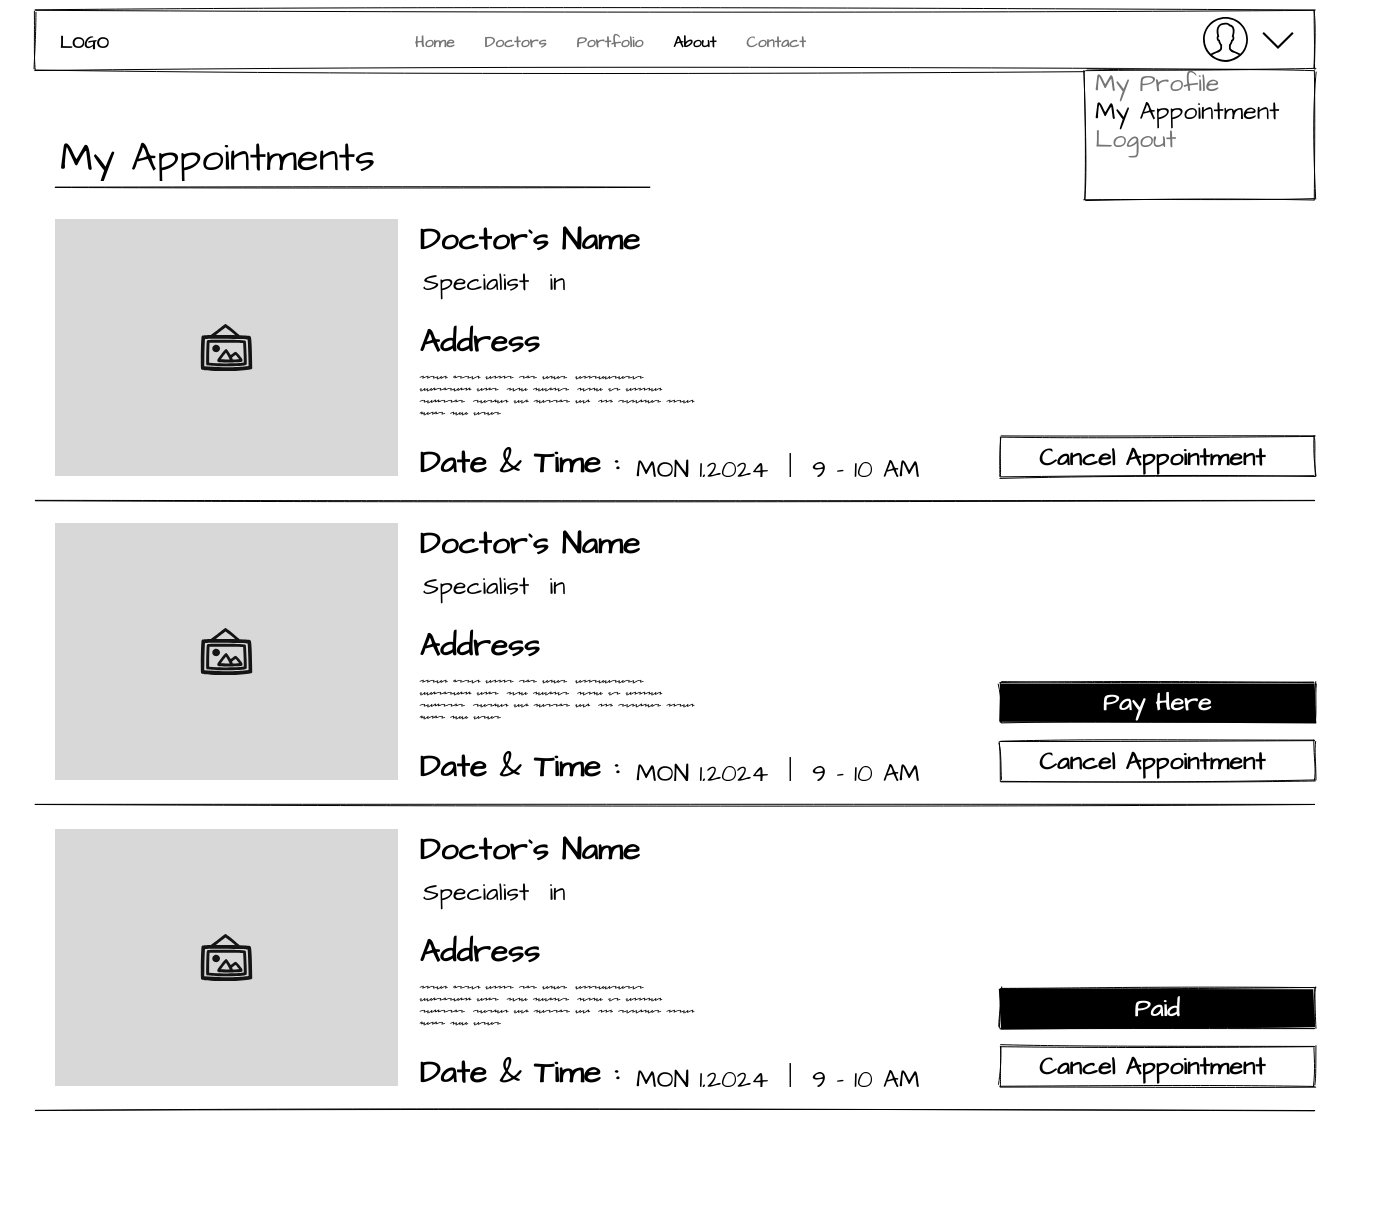 LOGO Home Doctors Portfolio About Contact
My Profile
My Appointment
Logout
My Appointments
Doctor`s Name
Specialist in
Address
Date & Time : MON 1.2024 | 9 - 10 AM
Cancel Appointment
Doctor`s Name
Specialist in
Address
Pay Here
Date & Time : MON 1.2024 | 9 - 10 AM
Cancel Appointment
Doctor`s Name
Specialist in
Address
Paid
Date & Time : MON 1.2024 | 9 - 10 AM
Cancel Appointment